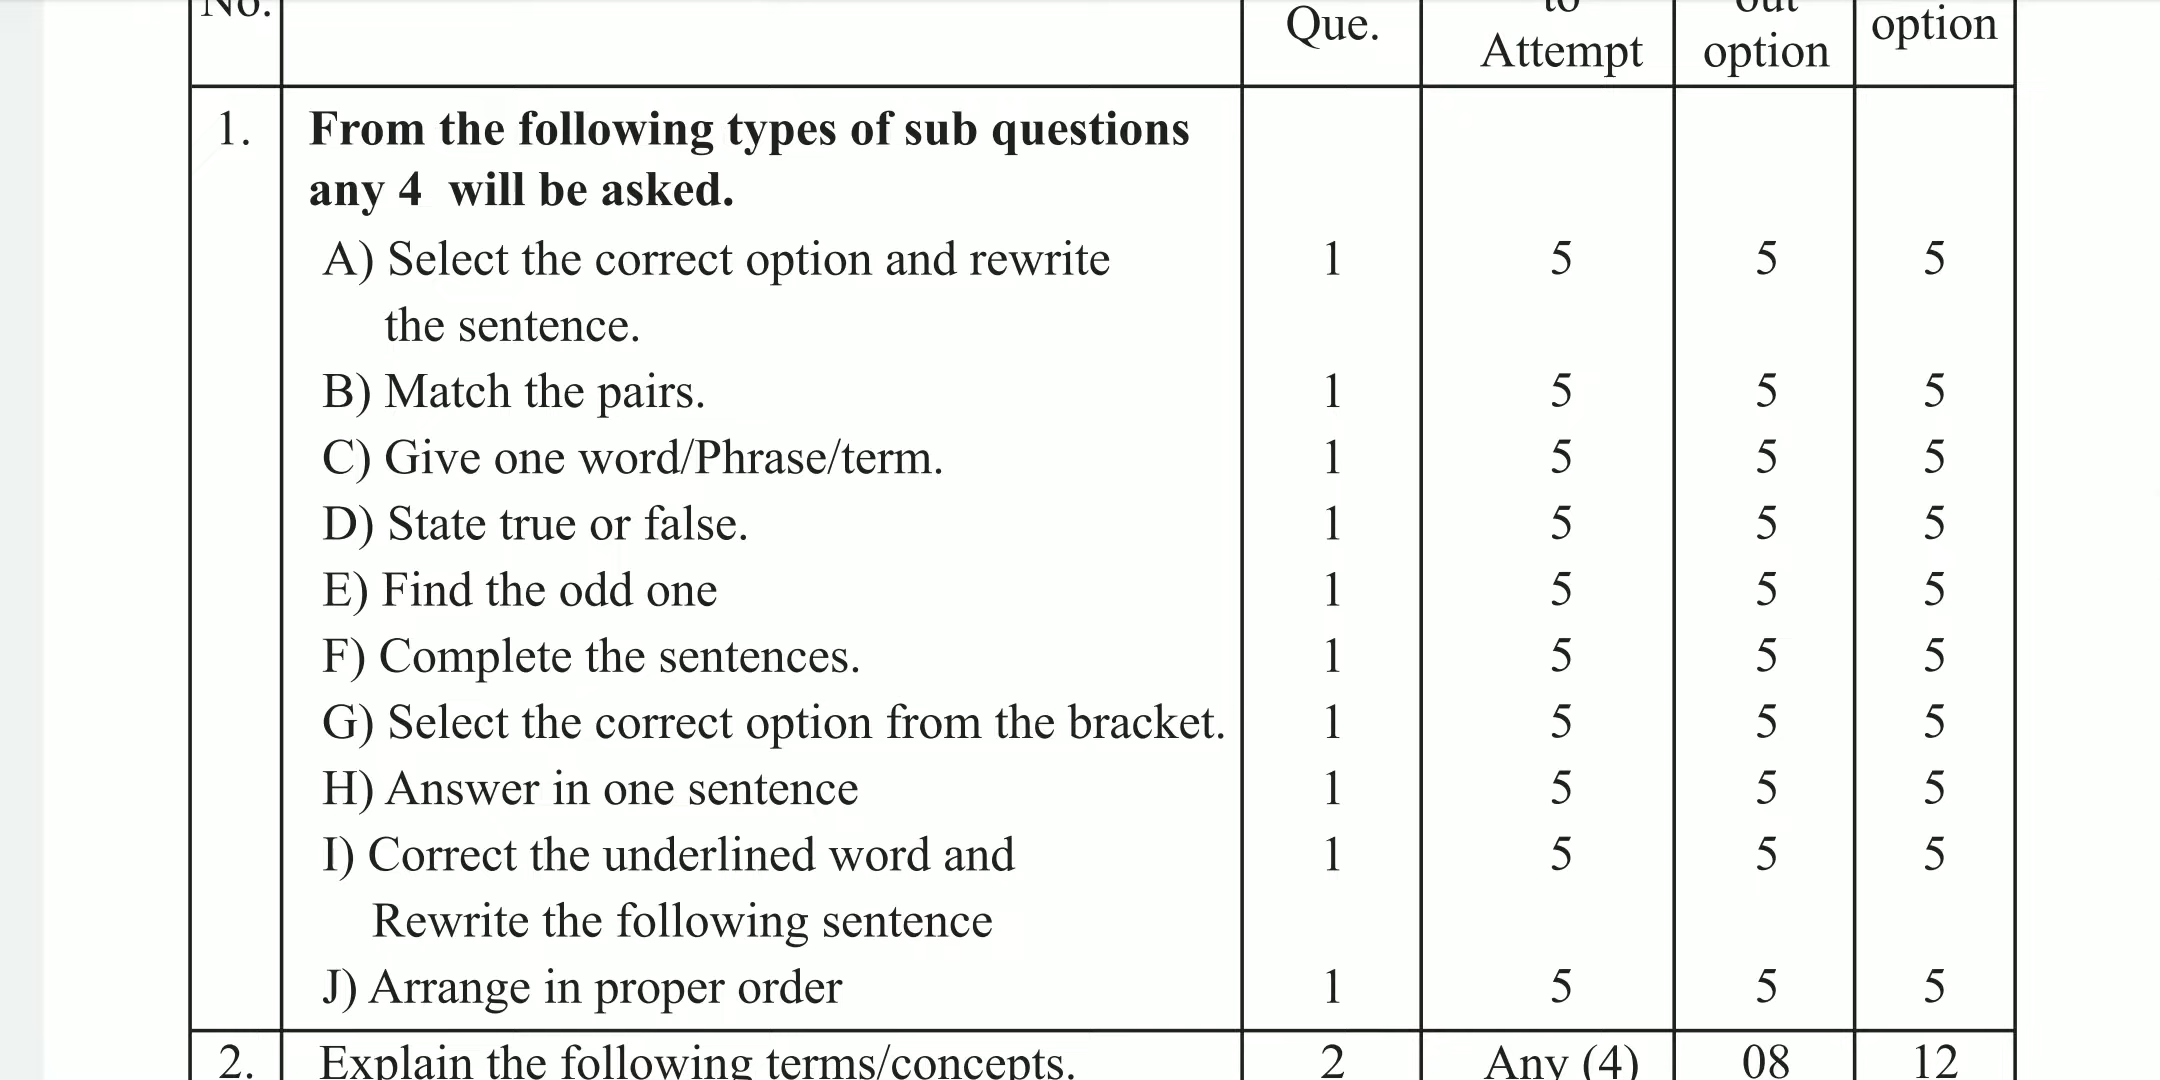 No.
to
out
Que.
option
Attempt
option
1. From the following types of sub questions
any 4 will be asked.
A) Select the correct option and rewrite 1 5 5 5
the sentence.
B) Match the pairs. 1 5 5 5
C) Give one word/Phrase/term. 1 5 5 5
D) State true or false. 1 5 5 5
E) Find the odd one 1 5 5 5
F) Complete the sentences. 1 5 5 5
G) Select the correct option from the bracket. 1 5 5 5
H) Answer in one sentence 1 5 5 5
I) Correct the underlined word and 1 5 5 5
Rewrite the following sentence
J) Arrange in proper order 1 5 5 5
2. Explain the following terms/concepts. 2 Any (4) 08 12